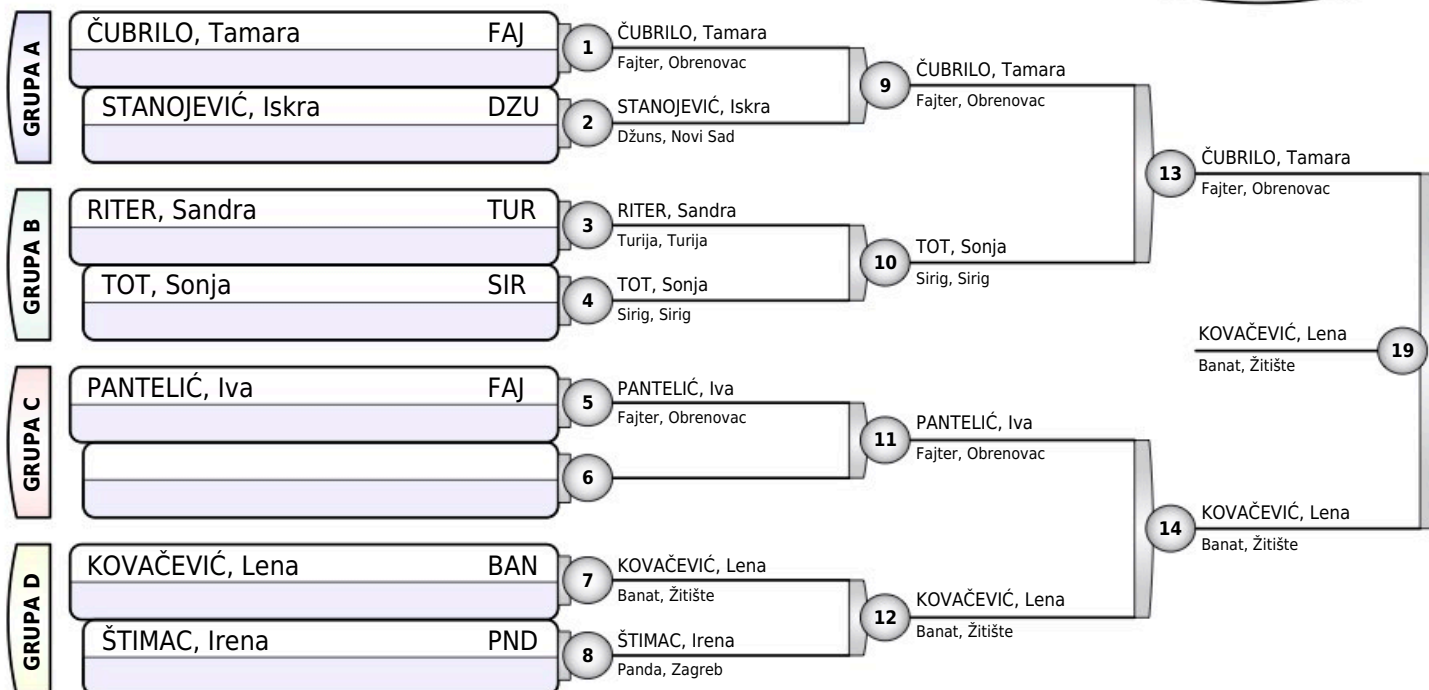 GRUPA A
ČUBRILO, Tamara FAJ
STANOJEVIĆ, Iskra DZU
GRUPA B
RITER, Sandra TUR
TOT, Sonja SIR
GRUPA C
PANTELIĆ, Iva FAJ
GRUPA D
KOVAČEVIĆ, Lena BAN
ŠTIMAC, Irena PND
1
ČUBRILO, Tamara
Fajter, Obrenovac
2
STANOJEVIĆ, Iskra
Džuns, Novi Sad
3
RITER, Sandra
Turija, Turija
4
TOT, Sonja
Sirig, Sirig
5
PANTELIĆ, Iva
Fajter, Obrenovac
6
7
KOVAČEVIĆ, Lena
Banat, Žitište
8
ŠTIMAC, Irena
Panda, Zagreb
9
ČUBRILO, Tamara
Fajter, Obrenovac
10
TOT, Sonja
Sirig, Sirig
11
PANTELIĆ, Iva
Fajter, Obrenovac
12
KOVAČEVIĆ, Lena
Banat, Žitište
13
ČUBRILO, Tamara
Fajter, Obrenovac
14
KOVAČEVIĆ, Lena
Banat, Žitište
KOVAČEVIĆ, Lena
Banat, Žitište
19